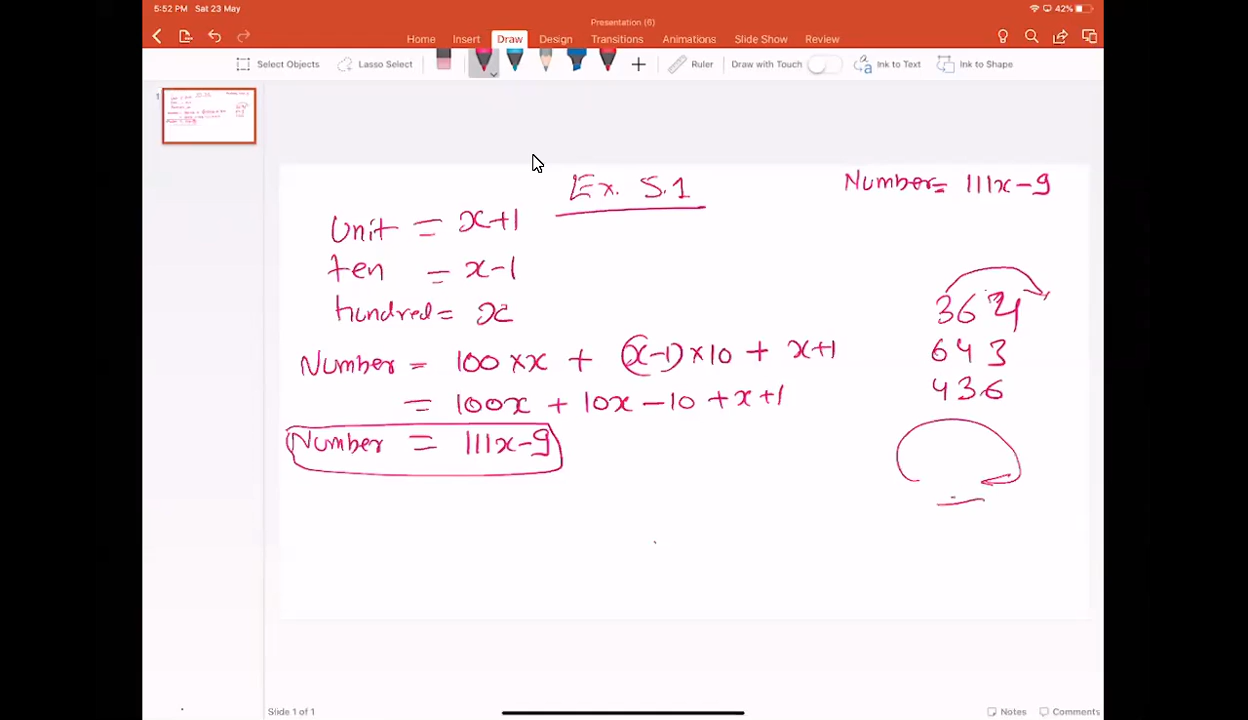 5:52 PM Sat 23 May
42%
Presentation (6)
Home Insert Draw Design Transitions Animations Slide Show Review
Select Objects Lasso Select Ruler Draw with Touch Ink to Text Ink to Shape
1
Ex. 5.1
Number= 111x-9
Unit = x+1
ten = x-1
hundred= x
Number = 100 × x + (x-1) × 10 + x+1
= 100x + 10x - 10 + x + 1
Number = 111x-9
364
643
436
Slide 1 of 1
Notes Comments